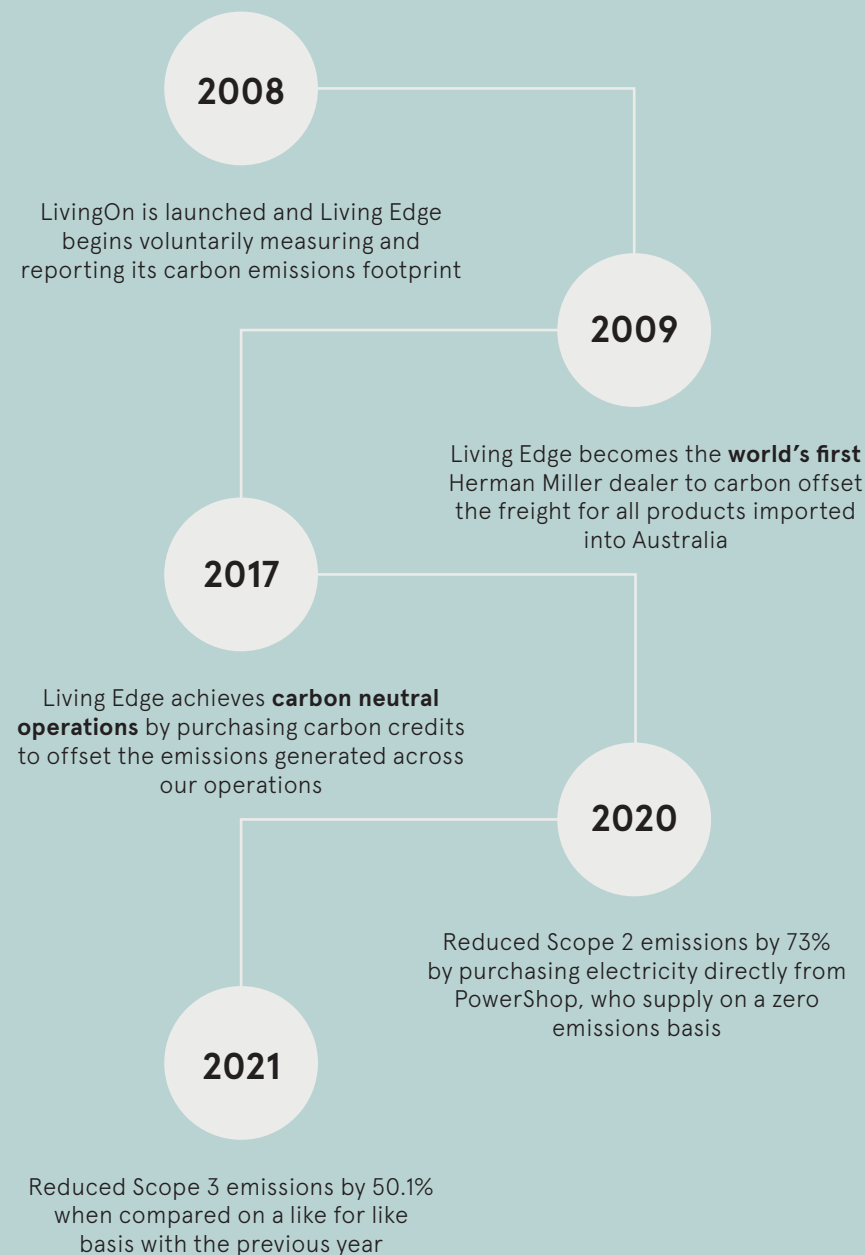 2008
LivingOn is launched and Living Edge
begins voluntarily measuring and
reporting its carbon emissions footprint
2009
Living Edge becomes the world’s first
Herman Miller dealer to carbon offset
the freight for all products imported
into Australia
2017
Living Edge achieves carbon neutral
operations by purchasing carbon credits
to offset the emissions generated across
our operations
2020
Reduced Scope 2 emissions by 73%
by purchasing electricity directly from
PowerShop, who supply on a zero
emissions basis
2021
Reduced Scope 3 emissions by 50.1%
when compared on a like for like
basis with the previous year